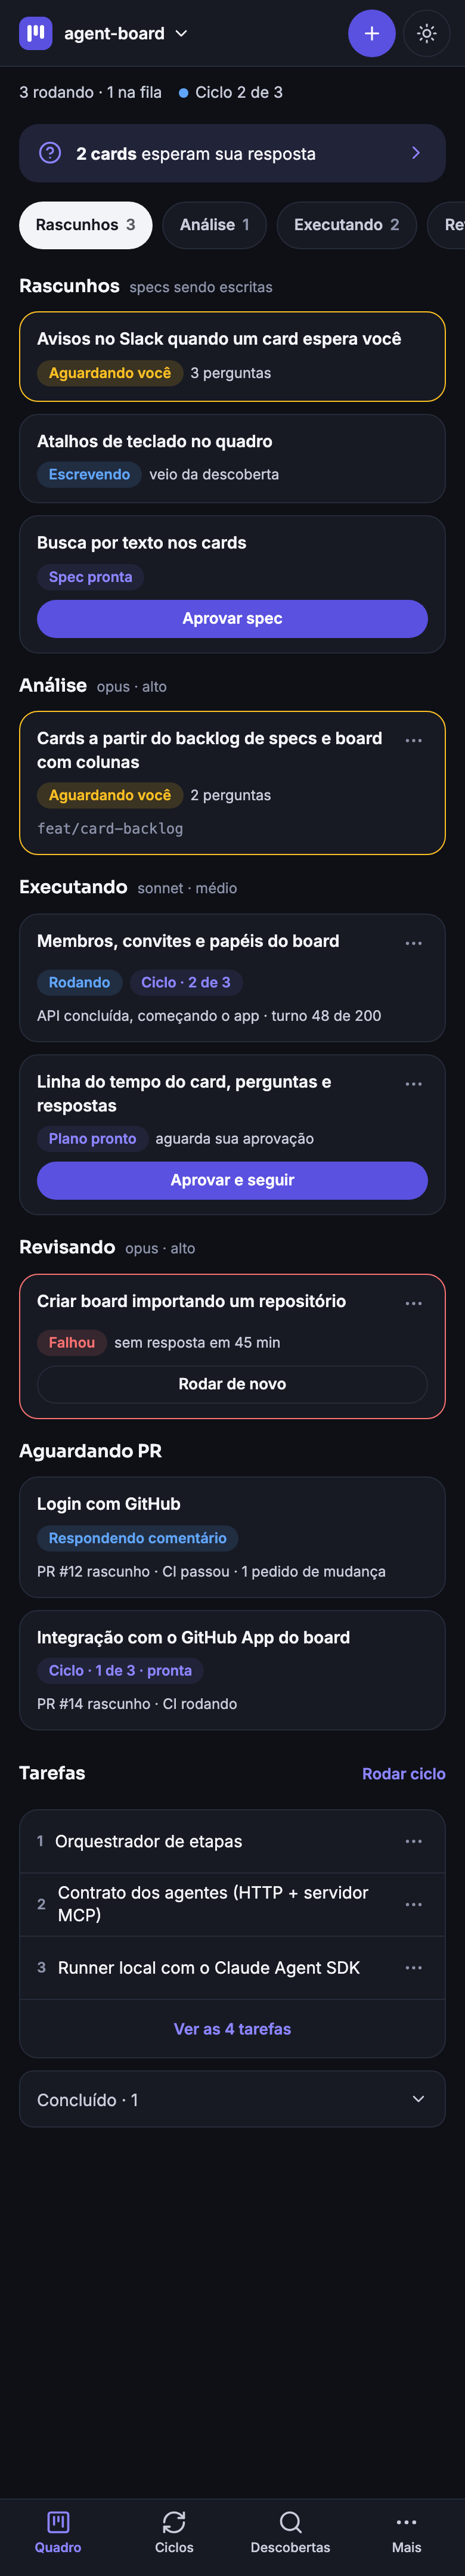 agent-board
3 rodando · 1 na fila Ciclo 2 de 3
2 cards esperam sua resposta
Rascunhos 3 Análise 1 Executando 2
Rascunhos specs sendo escritas
Avisos no Slack quando um card espera você
Aguardando você 3 perguntas
Atalhos de teclado no quadro
Escrevendo veio da descoberta
Busca por texto nos cards
Spec pronta
Aprovar spec
Análise opus · alto
Cards a partir do backlog de specs e board
com colunas
Aguardando você 2 perguntas
feat/card-backlog
Executando sonnet · médio
Membros, convites e papéis do board
Rodando Ciclo · 2 de 3
API concluída, começando o app · turno 48 de 200
Linha do tempo do card, perguntas e
respostas
Plano pronto aguarda sua aprovação
Aprovar e seguir
Revisando opus · alto
Criar board importando um repositório
Falhou sem resposta em 45 min
Rodar de novo
Aguardando PR
Login com GitHub
Respondendo comentário
PR #12 rascunho · CI passou · 1 pedido de mudança
Integração com o GitHub App do board
Ciclo · 1 de 3 · pronta
PR #14 rascunho · CI rodando
Tarefas Rodar ciclo
1 Orquestrador de etapas
2 Contrato dos agentes (HTTP + servidor
MCP)
3 Runner local com o Claude Agent SDK
Ver as 4 tarefas
Concluído · 1
Quadro Ciclos Descobertas Mais